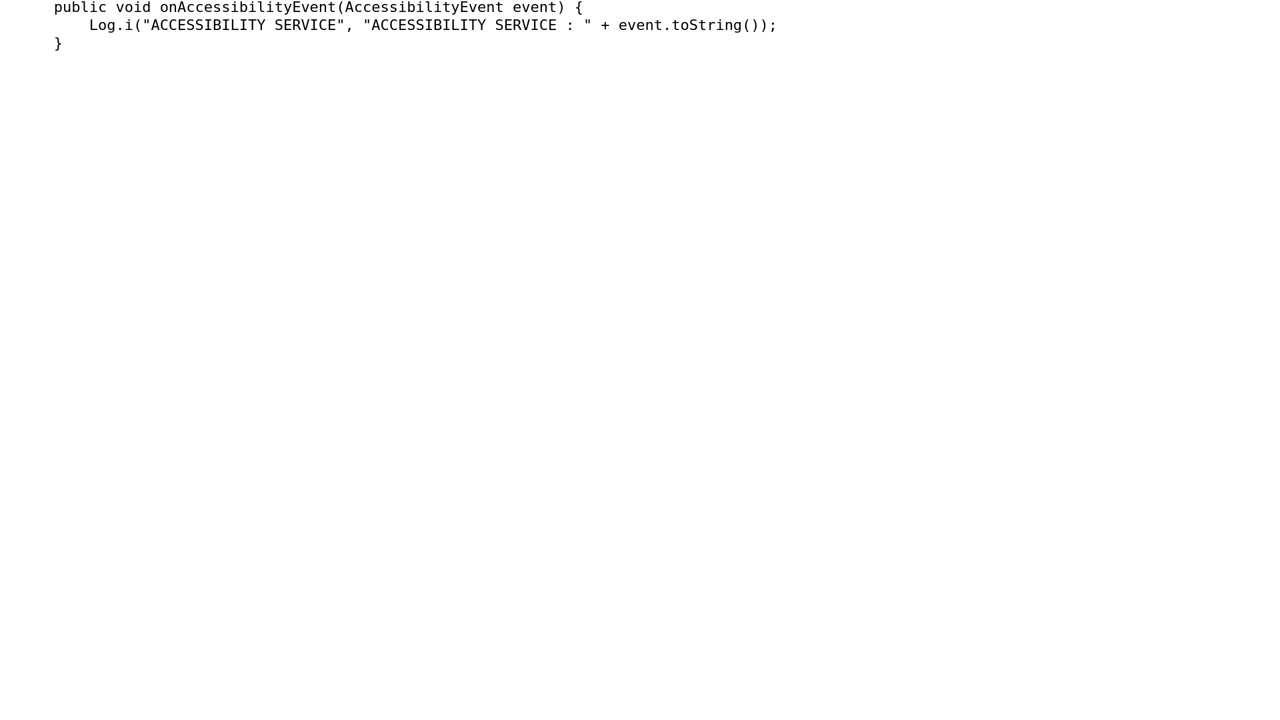 public void onAccessibilityEvent(AccessibilityEvent event) {
    Log.i("ACCESSIBILITY SERVICE", "ACCESSIBILITY SERVICE : " + event.toString());
}